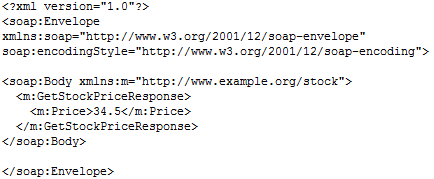 <?xml version="1.0"?>
<soap:Envelope
xmlns:soap="http://www.w3.org/2001/12/soap-envelope"
soap:encodingStyle="http://www.w3.org/2001/12/soap-encoding">
<soap:Body xmlns:m="http://www.example.org/stock">
<m:GetStockPriceResponse>
<m:Price>34.5</m:Price>
</m:GetStockPriceResponse>
</soap:Body>
</soap:Envelope>